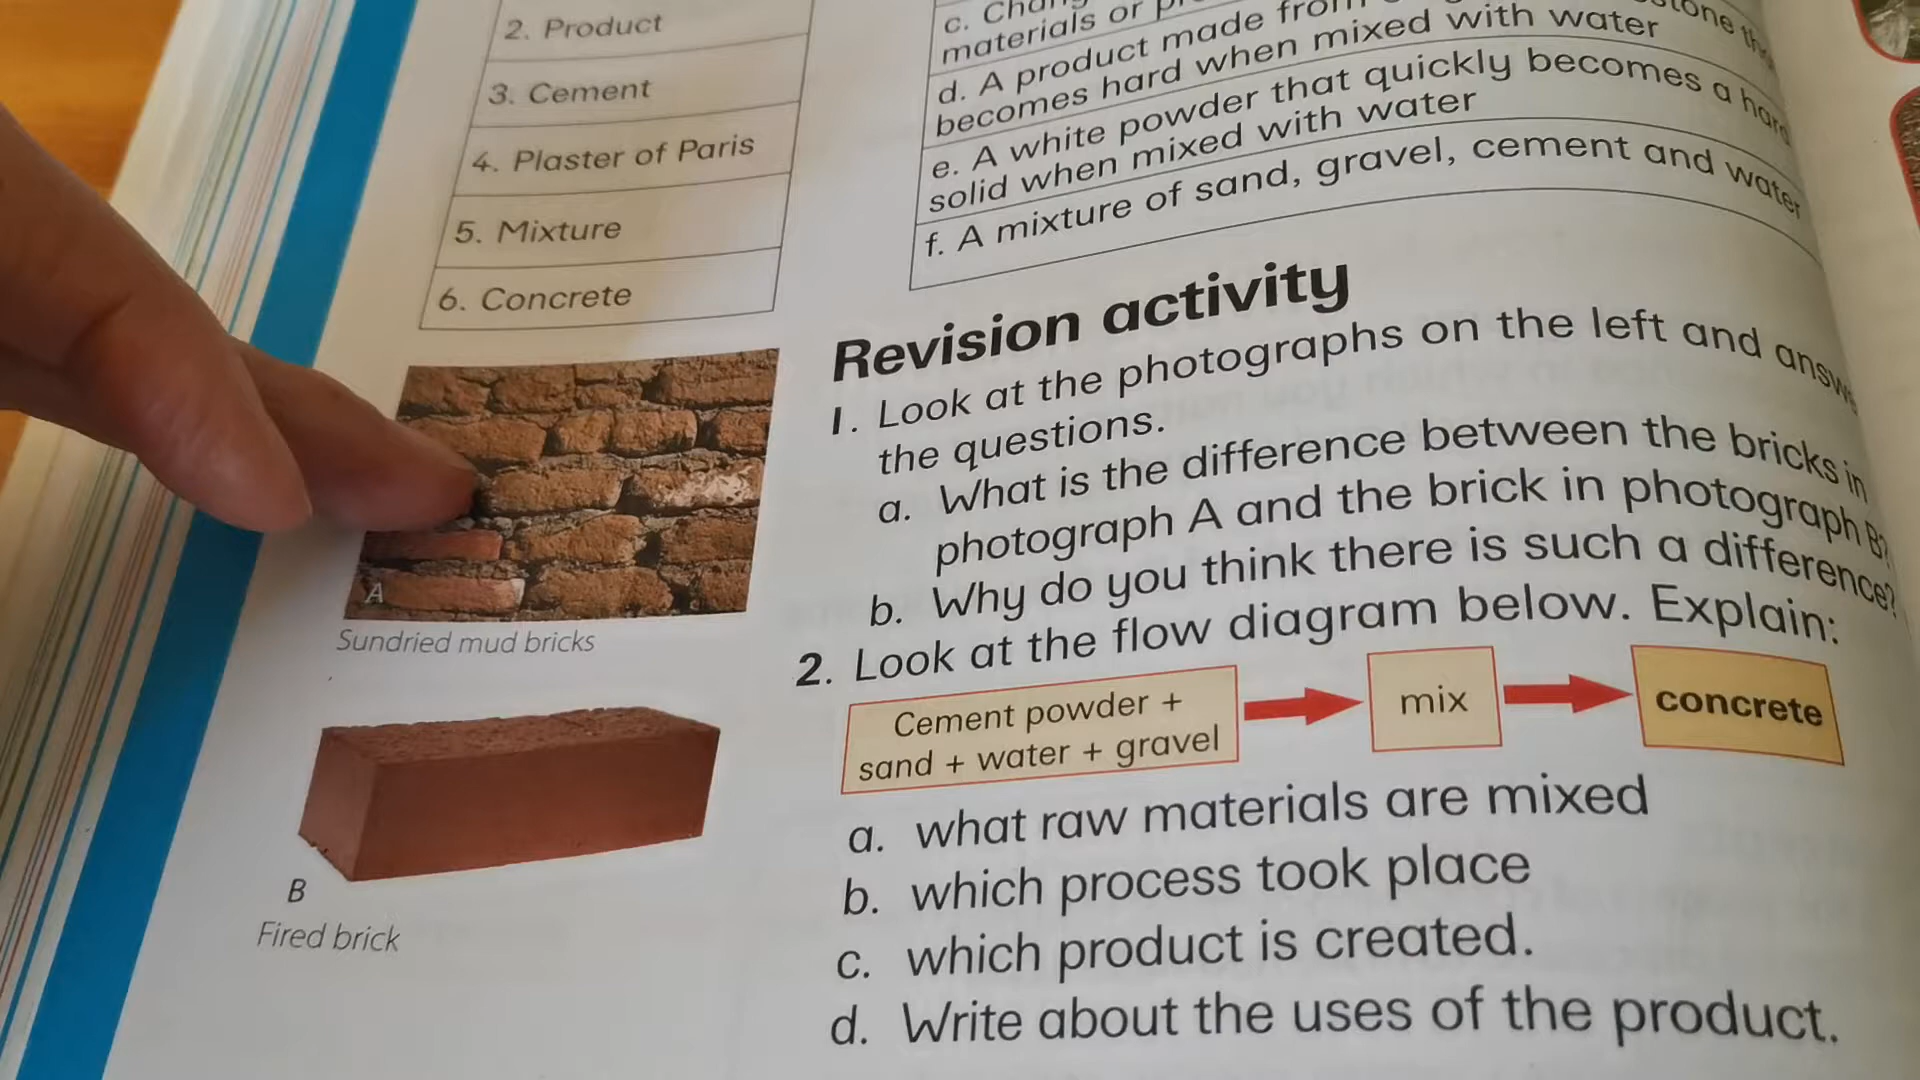 2. Product
3. Cement
4. Plaster of Paris
5. Mixture
6. Concrete
c.
materials or
d. A product made from
becomes hard when mixed with water
e. A white powder that quickly becomes a hard
solid when mixed with water
f. A mixture of sand, gravel, cement and water
A
Sundried mud bricks
B
Fired brick
Revision activity
1. Look at the photographs on the left and
the questions.
a. What is the difference between the bricks in
photograph A and the brick in photograph B?
b. Why do you think there is such a difference?
2. Look at the flow diagram below. Explain:
Cement powder +
sand + water + gravel
mix
concrete
a. what raw materials are mixed
b. which process took place
c. which product is created.
d. Write about the uses of the product.